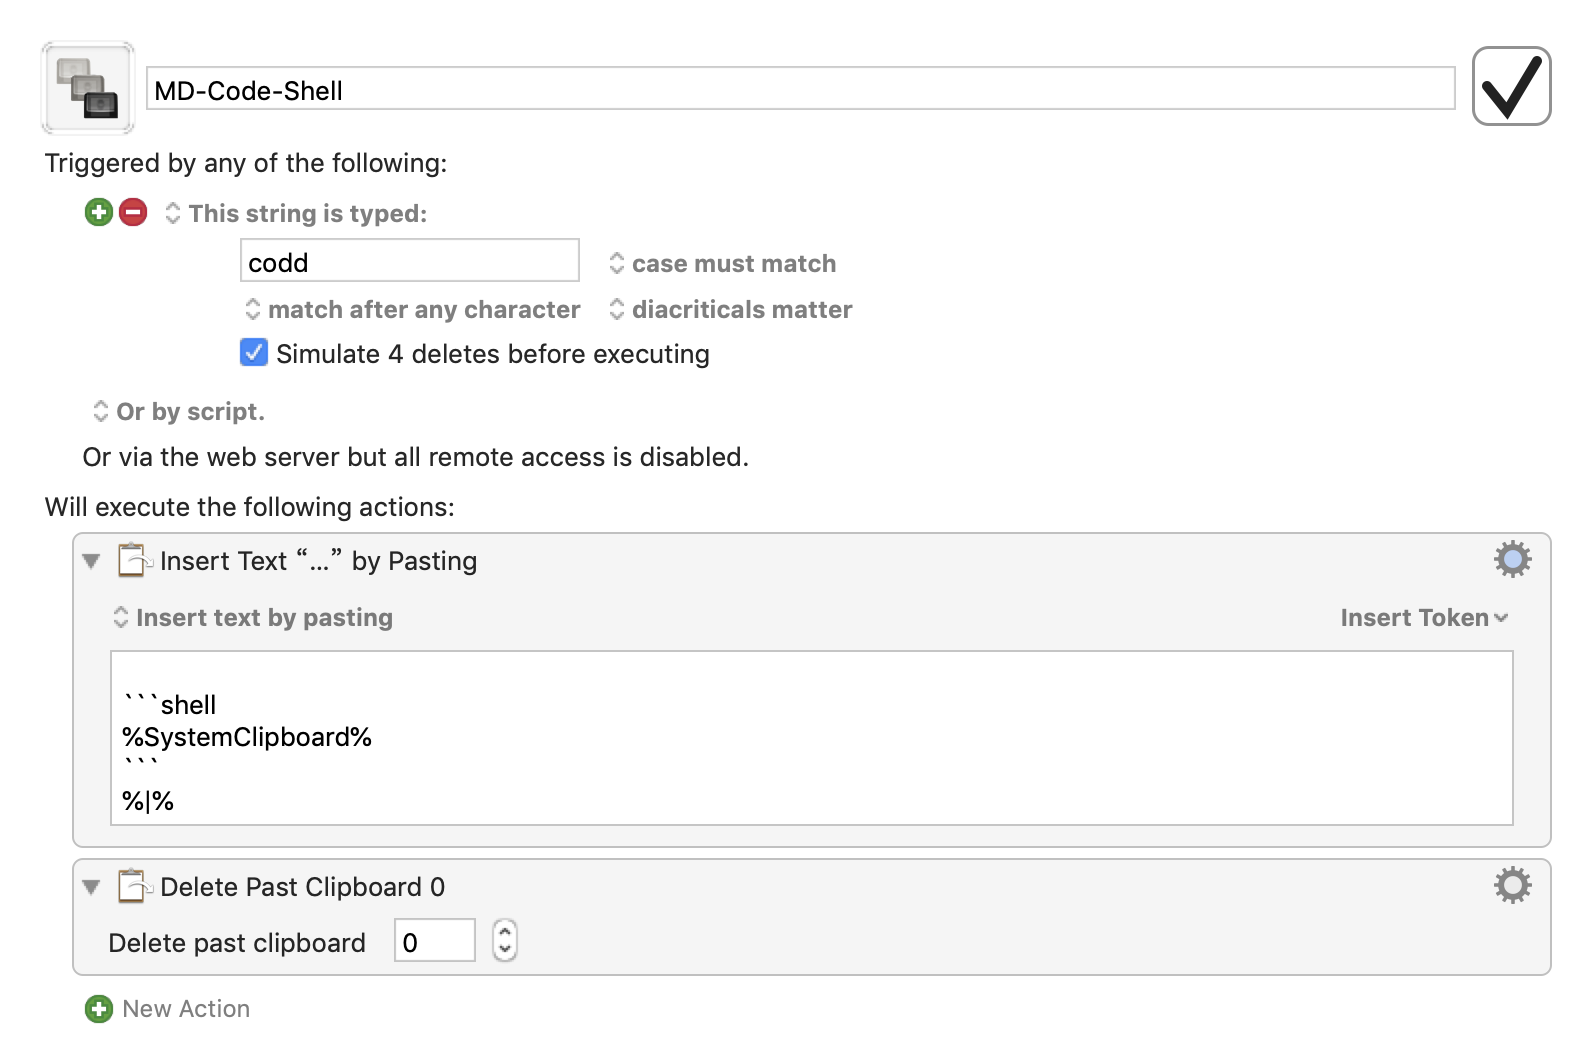 MD-Code-Shell
Triggered by any of the following:
This string is typed:
codd case must match
match after any character diacriticals matter
Simulate 4 deletes before executing
Or by script.
Or via the web server but all remote access is disabled.
Will execute the following actions:
Insert Text “...” by Pasting
Insert text by pasting Insert Token
```shell
%SystemClipboard%
```
%|%
Delete Past Clipboard 0
Delete past clipboard 0
New Action